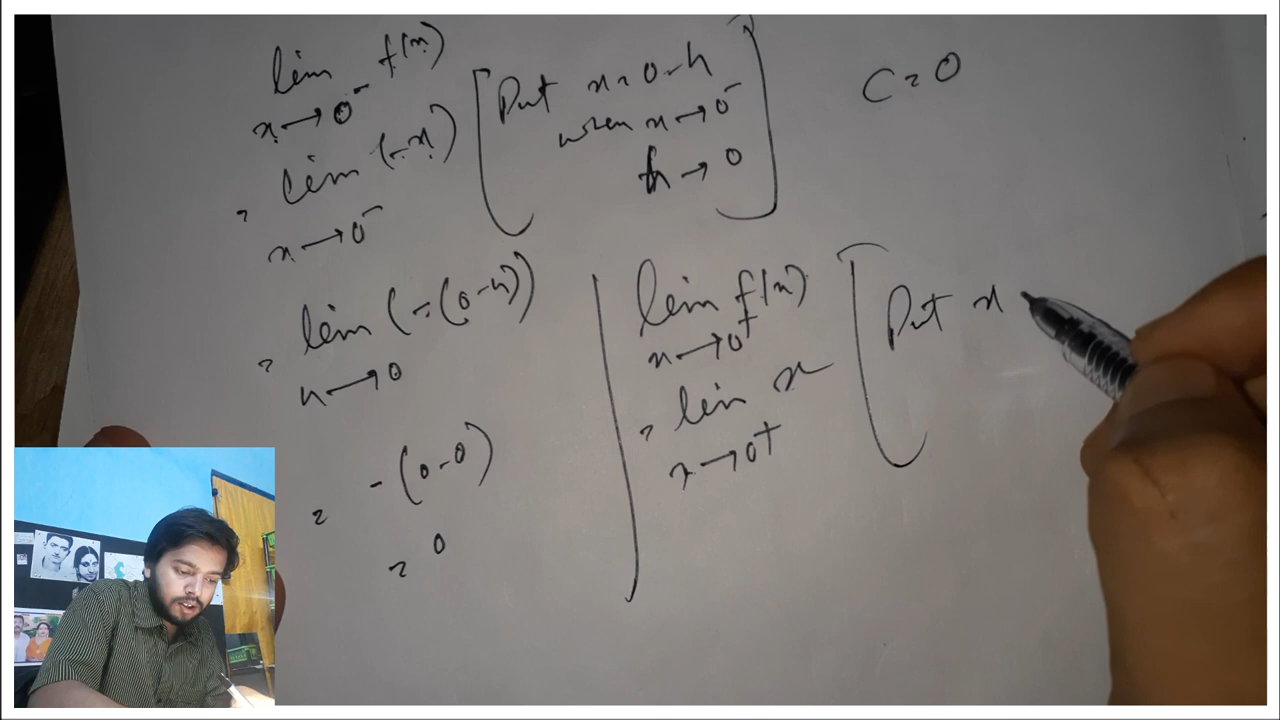 lim f(x)
x→0⁻
= lim (-x)
x→0⁻
[Put x = 0-h
when x→0⁻
h→0]
C = 0
= lim (-(0-h))
h→0
= -(0-0)
= 0
lim f(x)
x→0⁺
= lim x
x→0⁺
[Put x